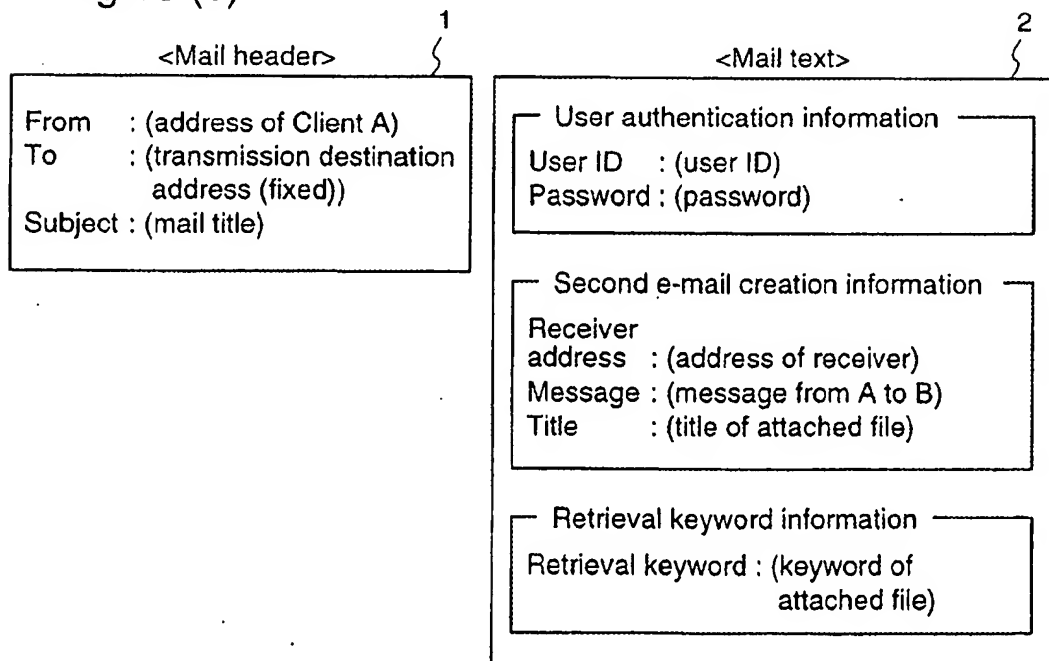 1
<Mail header>
From : (address of Client A)
To : (transmission destination
address (fixed))
Subject : (mail title)
2
<Mail text>
User authentication information
User ID : (user ID)
Password : (password)
Second e-mail creation information
Receiver
address : (address of receiver)
Message : (message from A to B)
Title : (title of attached file)
Retrieval keyword information
Retrieval keyword : (keyword of
attached file)